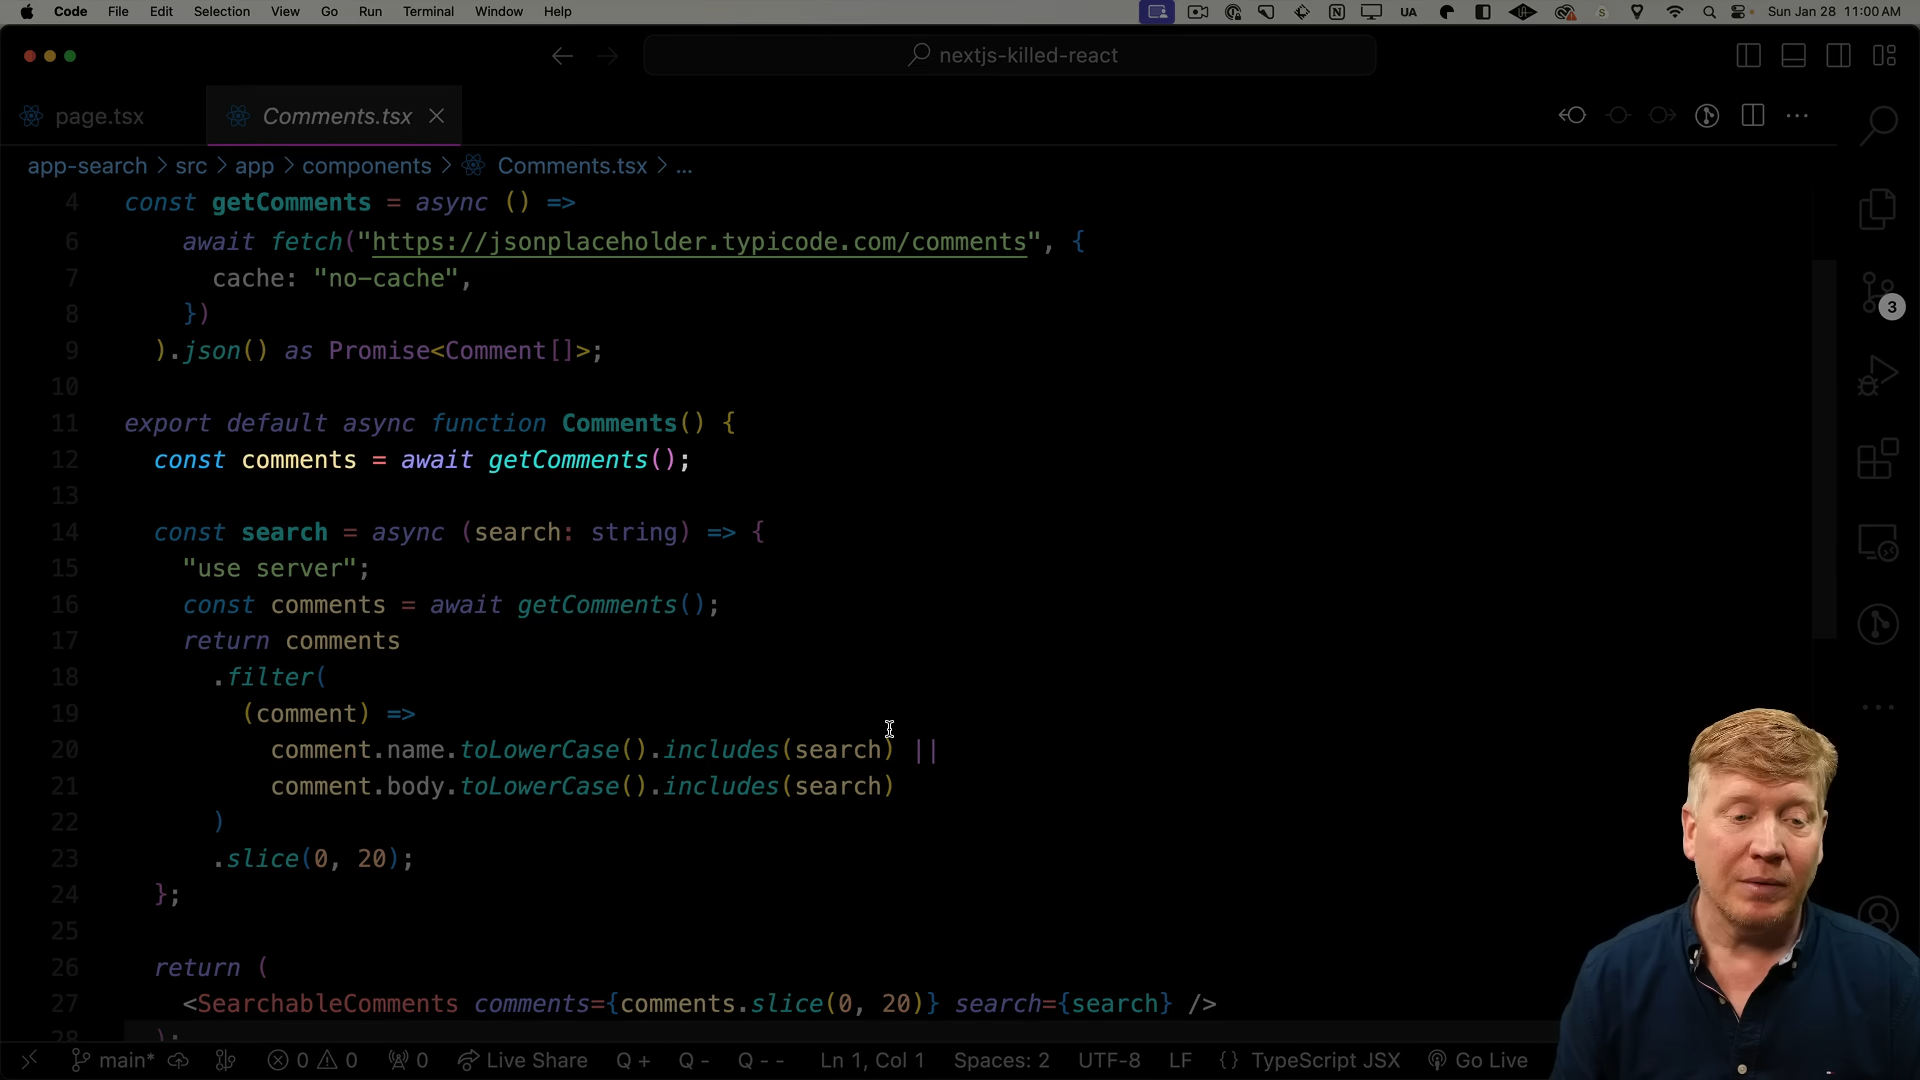 Code File Edit Selection View Go Run Terminal Window Help UA S Sun Jan 28 11:00 AM
nextjs-killed-react
page.tsx Comments.tsx
app-search > src > app > components > Comments.tsx > ...
4 const getComments = async () =>
6 await fetch("https://jsonplaceholder.typicode.com/comments", {
7 cache: "no-cache",
8 })
9 ).json() as Promise<Comment[]>;
10
11 export default async function Comments() {
12 const comments = await getComments();
13
14 const search = async (search: string) => {
15 "use server";
16 const comments = await getComments();
17 return comments
18 .filter(
19 (comment) =>
20 comment.name.toLowerCase().includes(search) ||
21 comment.body.toLowerCase().includes(search)
22 )
23 .slice(0, 20);
24 };
25
26 return (
27 <SearchableComments comments={comments.slice(0, 20)} search={search} />
28 );
3
main* 0 0 0 Live Share Q + Q - Q - - Ln 1, Col 1 Spaces: 2 UTF-8 LF {} TypeScript JSX Go Live